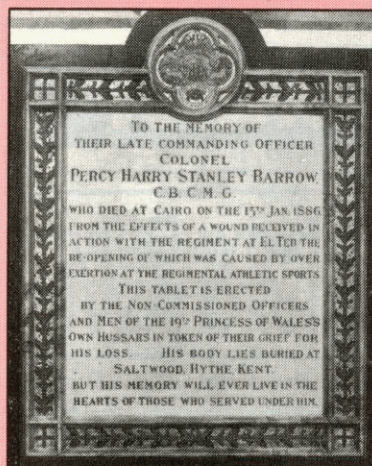 TO THE MEMORY OF
THEIR LATE COMMANDING OFFICER
COLONEL
PERCY HARRY STANLEY BARROW,
C.B. C.M.G.
WHO DIED AT CAIRO ON THE 13TH JAN. 1886
FROM THE EFFECTS OF A WOUND RECEIVED IN
ACTION WITH THE REGIMENT AT EL TEB THE
RE-OPENING OF WHICH WAS CAUSED BY OVER
EXERTION AT THE REGIMENTAL ATHLETIC SPORTS
THIS TABLET IS ERECTED
BY THE NON-COMMISSIONED OFFICERS
AND MEN OF THE 19TH PRINCESS OF WALES'S
OWN HUSSARS IN TOKEN OF THEIR GRIEF FOR
HIS LOSS. HIS BODY LIES BURIED AT
SALTWOOD, HYTHE KENT.
BUT HIS MEMORY WILL EVER LIVE IN THE
HEARTS OF THOSE WHO SERVED UNDER HIM.